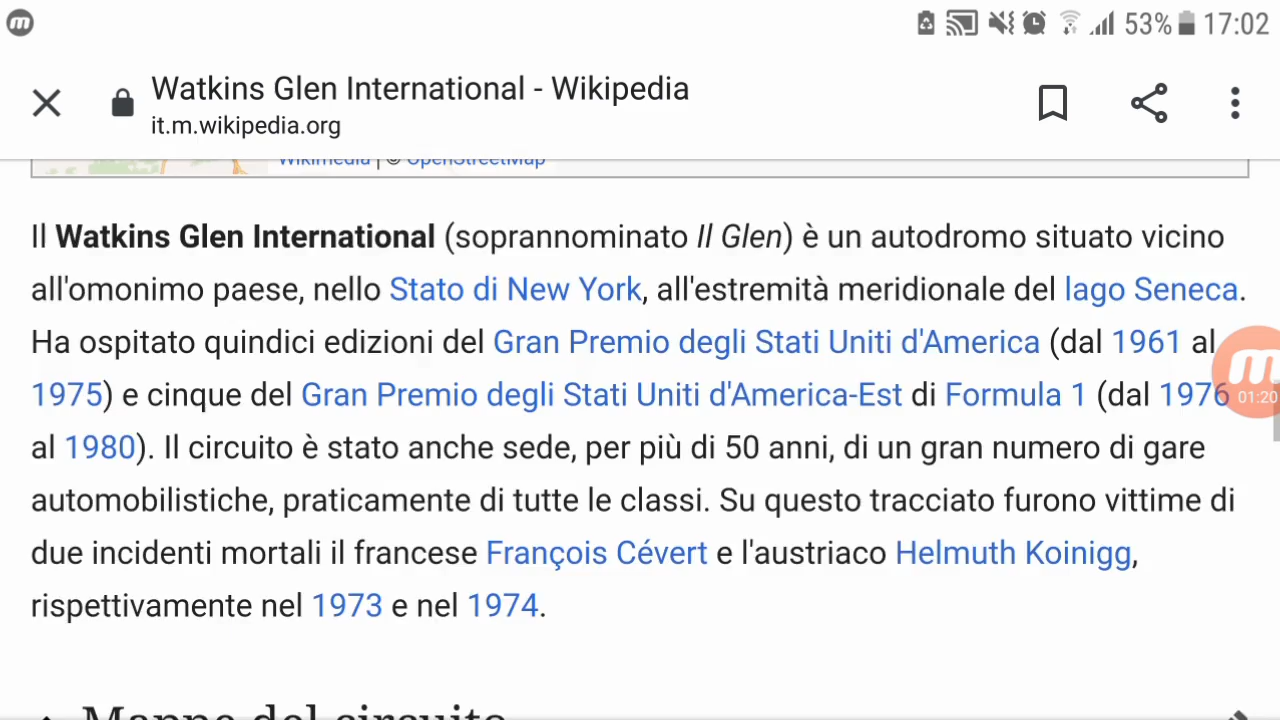 m 53% 17:02
Watkins Glen International - Wikipedia
it.m.wikipedia.org
Wikimedia | © OpenStreetMap
Il Watkins Glen International (soprannominato Il Glen) è un autodromo situato vicino
all'omonimo paese, nello Stato di New York, all'estremità meridionale del lago Seneca.
Ha ospitato quindici edizioni del Gran Premio degli Stati Uniti d'America (dal 1961 al
1975) e cinque del Gran Premio degli Stati Uniti d'America-Est di Formula 1 (dal 1976
al 1980). Il circuito è stato anche sede, per più di 50 anni, di un gran numero di gare
automobilistiche, praticamente di tutte le classi. Su questo tracciato furono vittime di
due incidenti mortali il francese François Cévert e l'austriaco Helmuth Koinigg,
rispettivamente nel 1973 e nel 1974.
m
01:20
Mappe del circuito